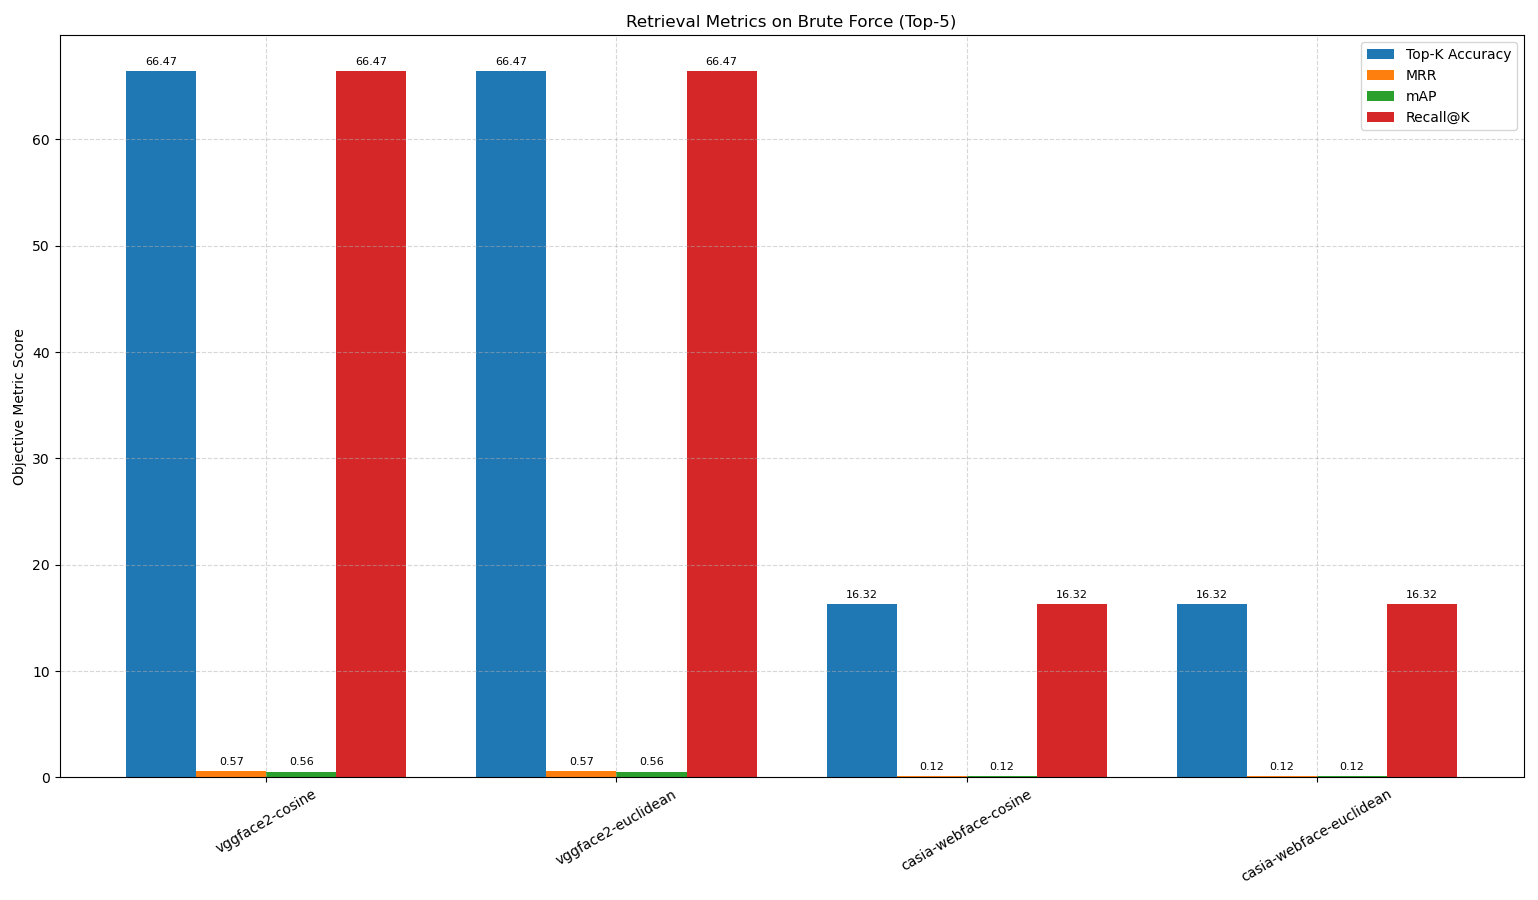 Retrieval Metrics on Brute Force (Top-5)
Top-K Accuracy
MRR
mAP
Recall@K
Objective Metric Score
60
50
40
30
20
10
0
66.47
0.57
0.56
66.47
66.47
0.57
0.56
66.47
16.32
0.12
0.12
16.32
16.32
0.12
0.12
16.32
vggface2-cosine
vggface2-euclidean
casia-webface-cosine
casia-webface-euclidean